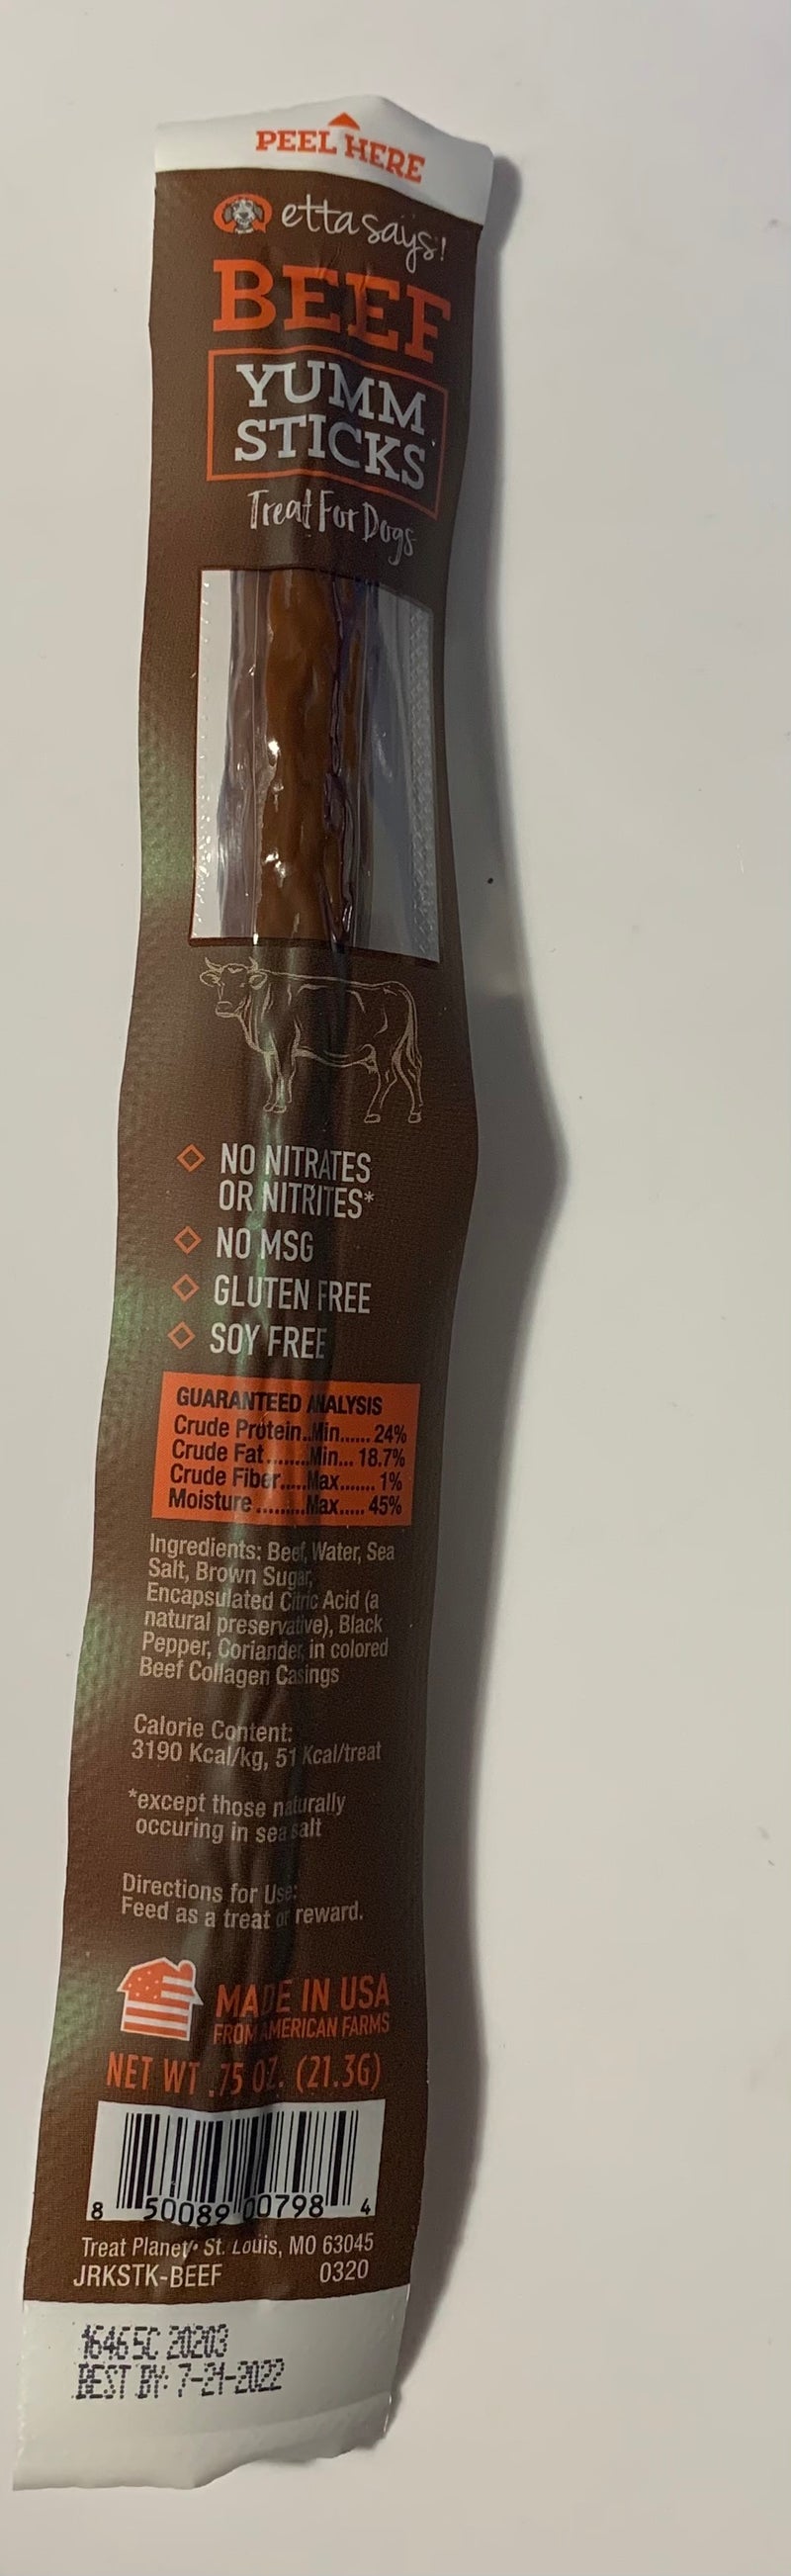 PEEL HERE
etta says!
BEEF
YUMM
STICKS
Treat For Dogs
NO NITRATES
OR NITRITES*
NO MSG
GLUTEN FREE
SOY FREE
GUARANTEED ANALYSIS
Crude Protein..Min......24%
Crude Fat.........Min...18.7%
Crude Fiber.....Max.......1%
Moisture.........Max.....45%
Ingredients: Beef, Water, Sea
Salt, Brown Sugar,
Encapsulated Citric Acid (a
natural preservative), Black
Pepper, Coriander, in colored
Beef Collagen Casings
Calorie Content:
3190 Kcal/kg, 51 Kcal/treat
*except those naturally
occuring in sea salt
Directions for Use:
Feed as a treat or reward.
MADE IN USA
FROM AMERICAN FARMS
NET WT .75 OZ. (21.3G)
8 50089 00798 4
Treat Planet • St. Louis, MO 63045
JRKSTK-BEEF 0320
16465C 20203
BEST BY: 7-21-2022